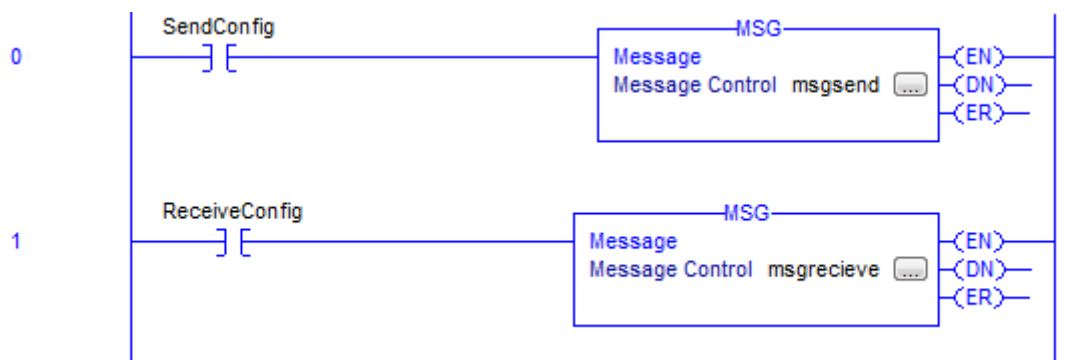 SendConfig
0
MSG
Message
Message Control msgsend ...
(EN)
(DN)
(ER)
ReceiveConfig
1
MSG
Message
Message Control msgrecieve ...
(EN)
(DN)
(ER)